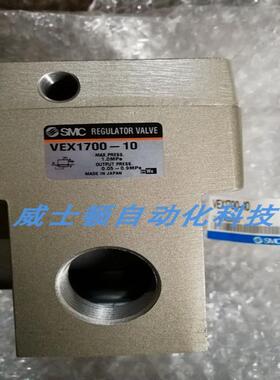 SMC REGULATOR VALVE
VEX1700-10
MAX PRESS.
1.0MPa
OUTPUT PRESS.
0.05-0.9MPa
MADE IN JAPAN
威士顿自动化科技
VEX1700-10
SMC